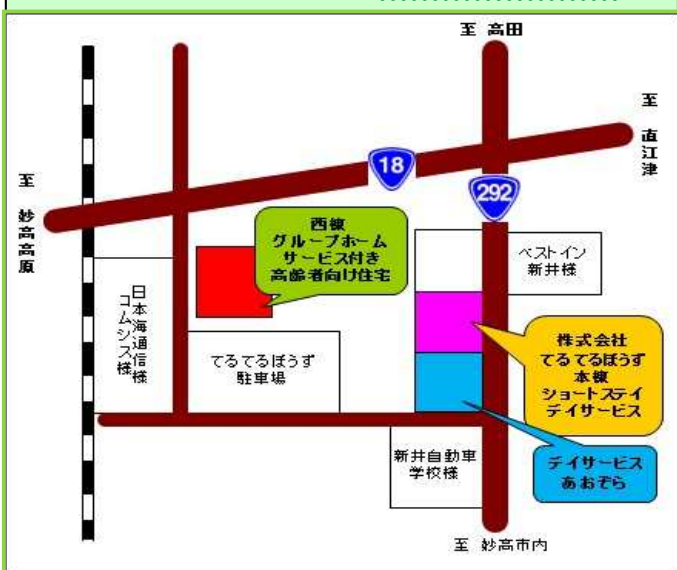 至 高田
至 直江津
18
至 妙高高原
292
西棟
グループホーム
サービス付き
高齢者向け住宅
ベストイン
新井様
日本海通信様
コムシス様
てるてるぼうず
駐車場
株式会社
てるてるぼうず
本棟
ショートステイ
デイサービス
新井自動車
学校様
デイサービス
あおぞら
至 妙高市内